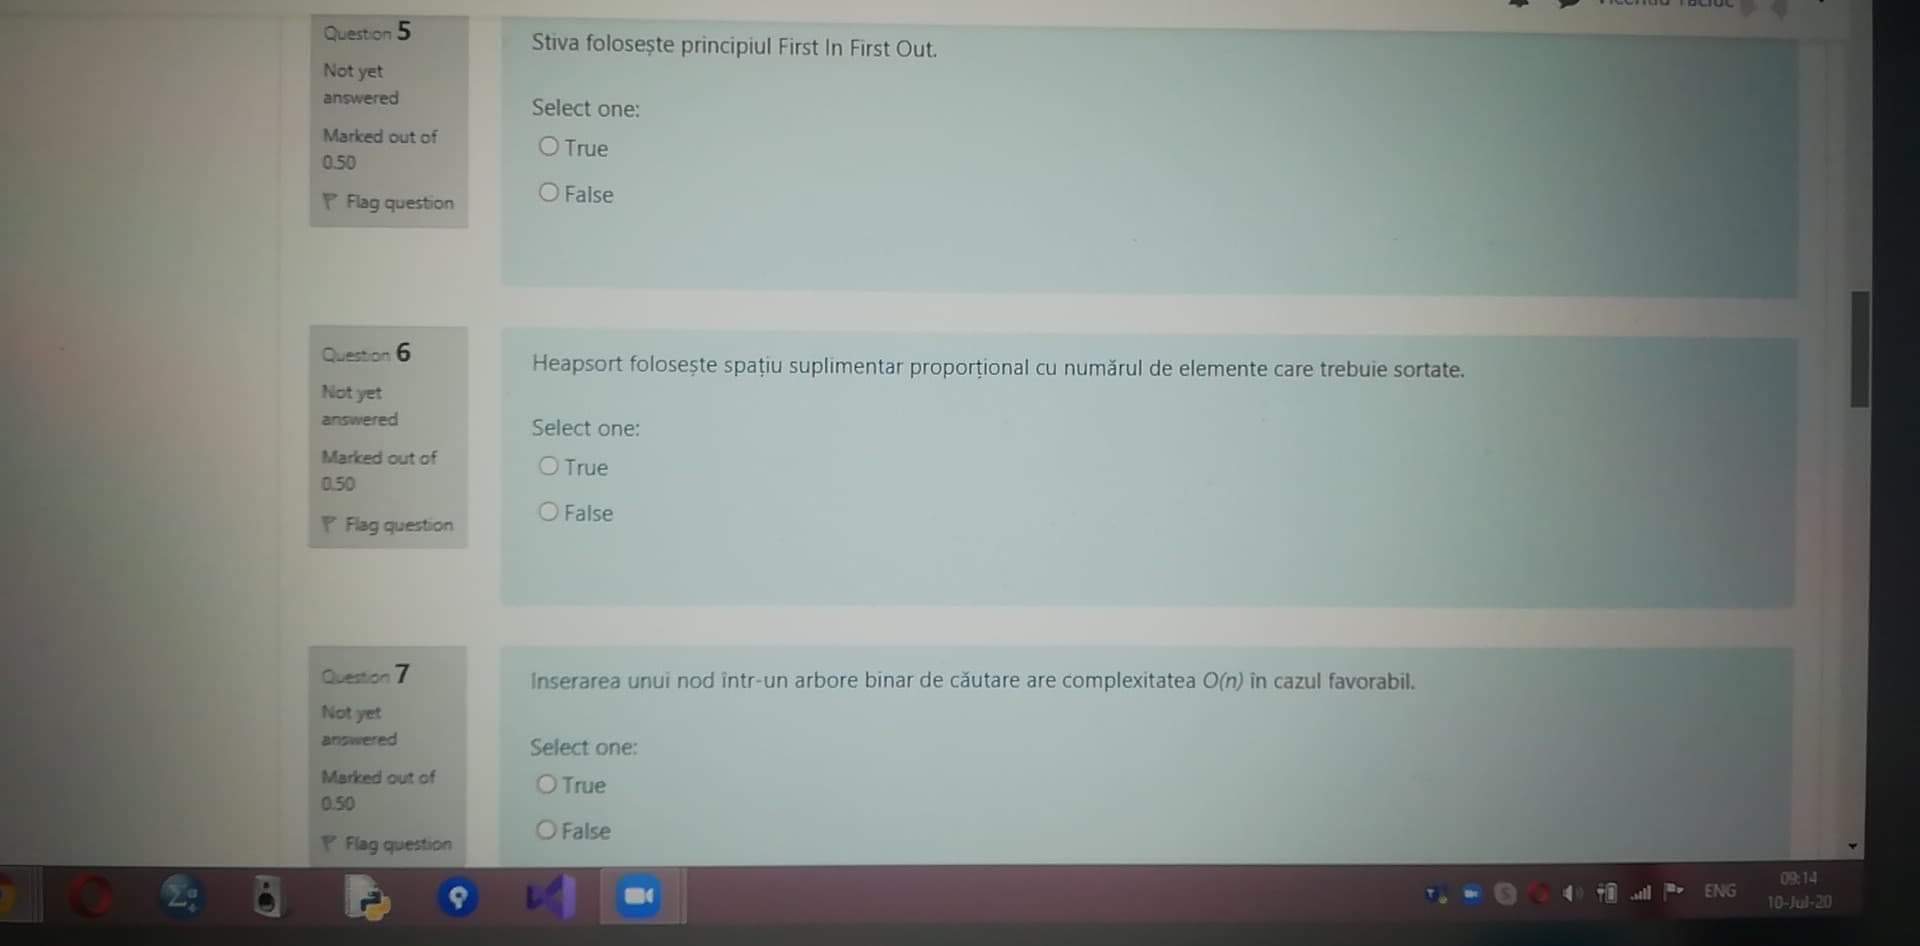 Question 5
Not yet
answered
Marked out of
0.50
Flag question
Stiva folosește principiul First In First Out.
Select one:
True
False
Question 6
Not yet
answered
Marked out of
0.50
Flag question
Heapsort folosește spațiu suplimentar proporțional cu numărul de elemente care trebuie sortate.
Select one:
True
False
Question 7
Not yet
answered
Marked out of
0.50
Flag question
Inserarea unui nod într-un arbore binar de căutare are complexitatea O(n) în cazul favorabil.
Select one:
True
False
ENG
09:14
10-Jul-20